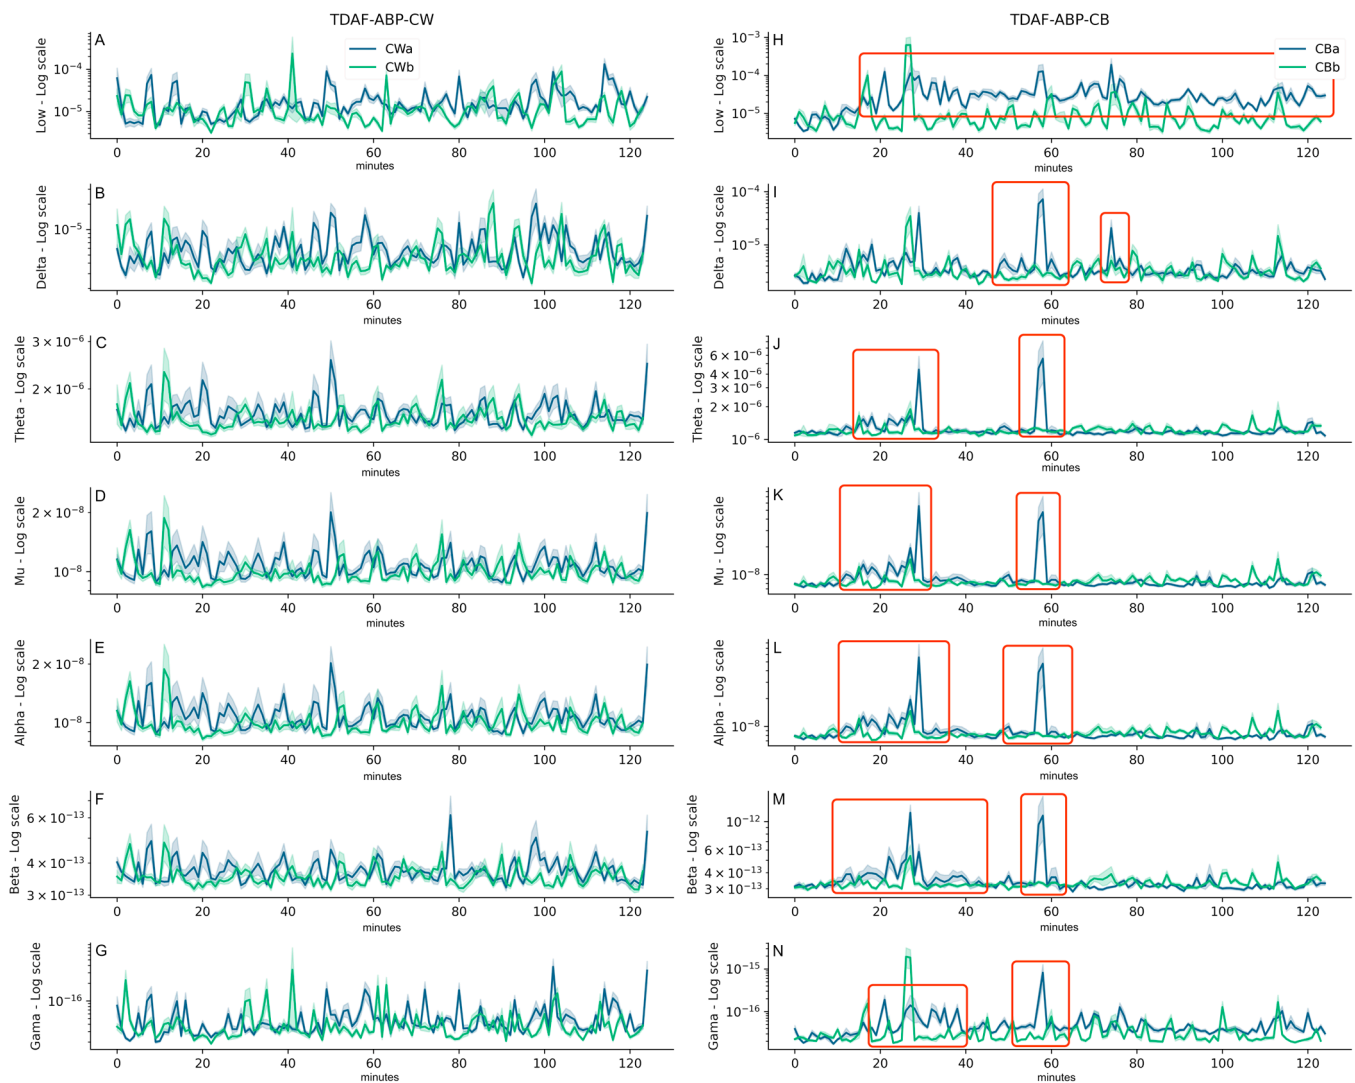 TDAF-ABP-CW
A
CWa
CWb
Low - Log scale
10⁻⁴
10⁻⁵
0 20 40 60 80 100 120
minutes
B
Delta - Log scale
10⁻⁵
0 20 40 60 80 100 120
minutes
C
Theta - Log scale
3 × 10⁻⁶
2 × 10⁻⁶
0 20 40 60 80 100 120
minutes
D
Mu - Log scale
2 × 10⁻⁸
10⁻⁸
0 20 40 60 80 100 120
minutes
E
Alpha - Log scale
2 × 10⁻⁸
10⁻⁸
0 20 40 60 80 100 120
minutes
F
Beta - Log scale
6 × 10⁻¹³
4 × 10⁻¹³
3 × 10⁻¹³
0 20 40 60 80 100 120
minutes
G
Gama - Log scale
10⁻¹⁶
0 20 40 60 80 100 120
minutes
TDAF-ABP-CB
H
CBa
CBb
Low - Log scale
10⁻³
10⁻⁴
10⁻⁵
0 20 40 60 80 100 120
minutes
I
Delta - Log scale
10⁻⁴
10⁻⁵
0 20 40 60 80 100 120
minutes
J
Theta - Log scale
6 × 10⁻⁶
4 × 10⁻⁶
3 × 10⁻⁶
2 × 10⁻⁶
10⁻⁶
0 20 40 60 80 100 120
minutes
K
Mu - Log scale
10⁻⁸
0 20 40 60 80 100 120
minutes
L
Alpha - Log scale
10⁻⁸
0 20 40 60 80 100 120
minutes
M
Beta - Log scale
10⁻¹²
6 × 10⁻¹³
4 × 10⁻¹³
3 × 10⁻¹³
0 20 40 60 80 100 120
minutes
N
Gama - Log scale
10⁻¹⁵
10⁻¹⁶
0 20 40 60 80 100 120
minutes